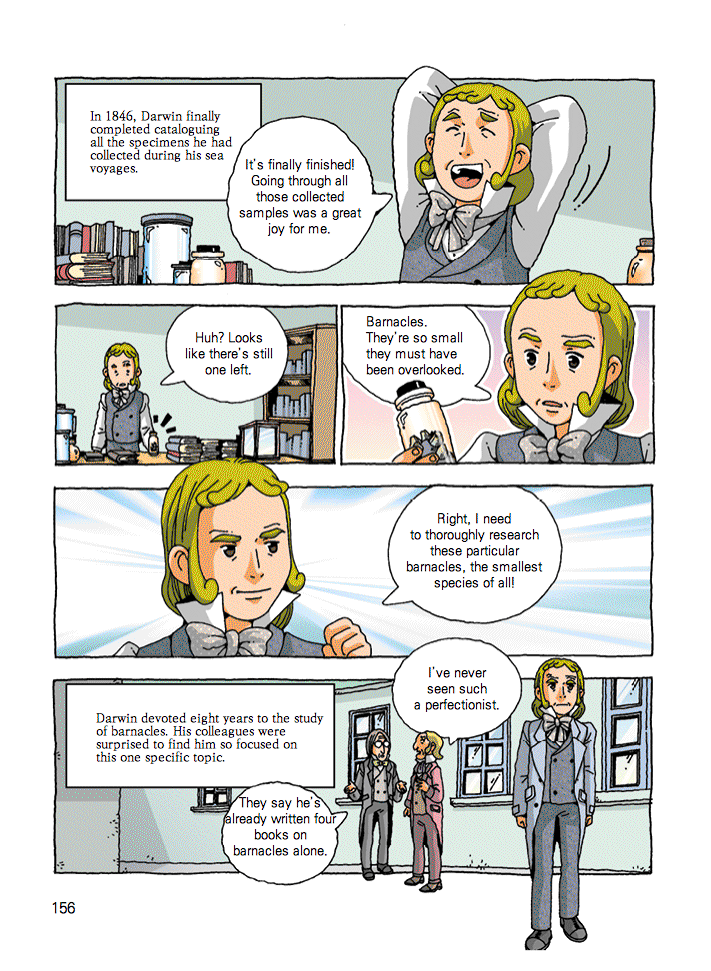 In 1846, Darwin finally
completed cataloguing
all the specimens he had
collected during his sea
voyages.
It's finally finished!
Going through all
those collected
samples was a great
joy for me.
Huh? Looks
like there's still
one left.
Barnacles.
They're so small
they must have
been overlooked.
Right, I need
to thoroughly research
these particular
barnacles, the smallest
species of all!
Darwin devoted eight years to the study
of barnacles. His colleagues were
surprised to find him so focused on
this one specific topic.
I've never
seen such
a perfectionist.
They say he's
already written four
books on
barnacles alone.
156